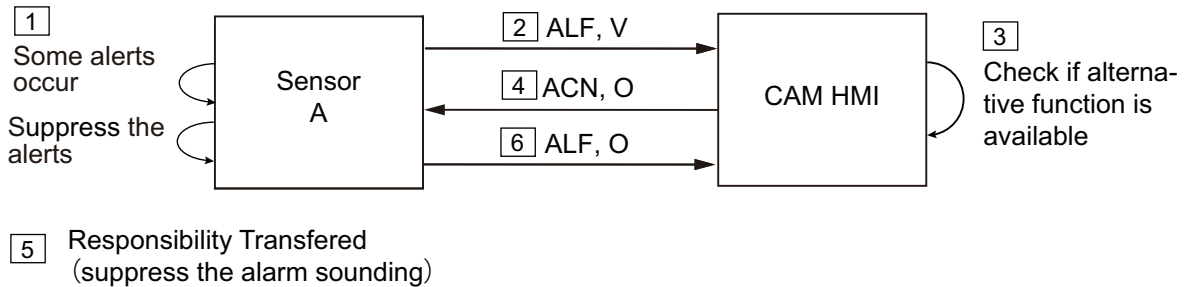 1
Some alerts
occur
Suppress the
alerts
Sensor
A
2 ALF, V
4 ACN, O
6 ALF, O
CAM HMI
3
Check if alterna-
tive function is
available
5 Responsibility Transfered
(suppress the alarm sounding)